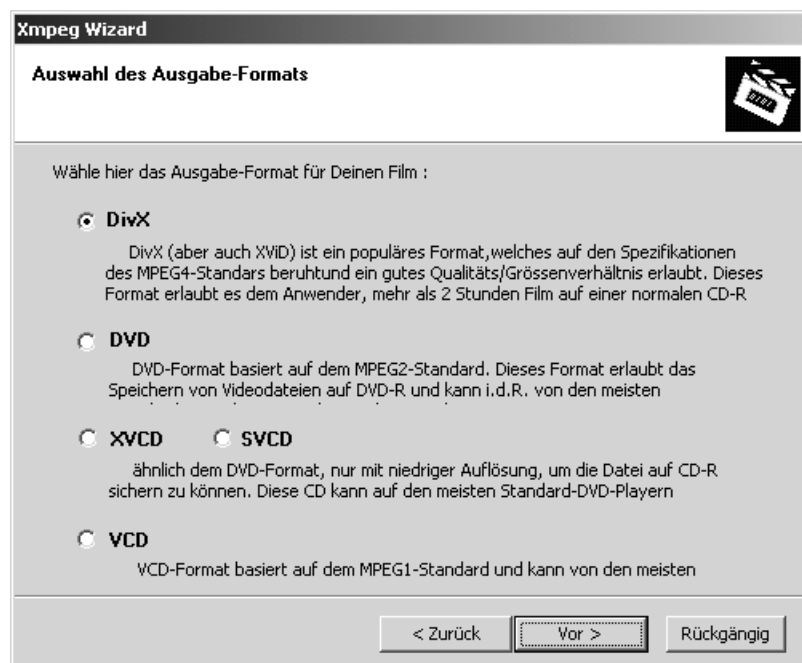 Xmpeg Wizard
Auswahl des Ausgabe-Formats
Wähle hier das Ausgabe-Format für Deinen Film :
DivX
DivX (aber auch XViD) ist ein populäres Format,welches auf den Spezifikationen
des MPEG4-Standars beruhtund ein gutes Qualitäts/Grössenverhältnis erlaubt. Dieses
Format erlaubt es dem Anwender, mehr als 2 Stunden Film auf einer normalen CD-R
DVD
DVD-Format basiert auf dem MPEG2-Standard. Dieses Format erlaubt das
Speichern von Videodateien auf DVD-R und kann i.d.R. von den meisten
XVCD SVCD
ähnlich dem DVD-Format, nur mit niedriger Auflösung, um die Datei auf CD-R
sichern zu können. Diese CD kann auf den meisten Standard-DVD-Playern
VCD
VCD-Format basiert auf dem MPEG1-Standard und kann von den meisten
< Zurück Vor > Rückgängig